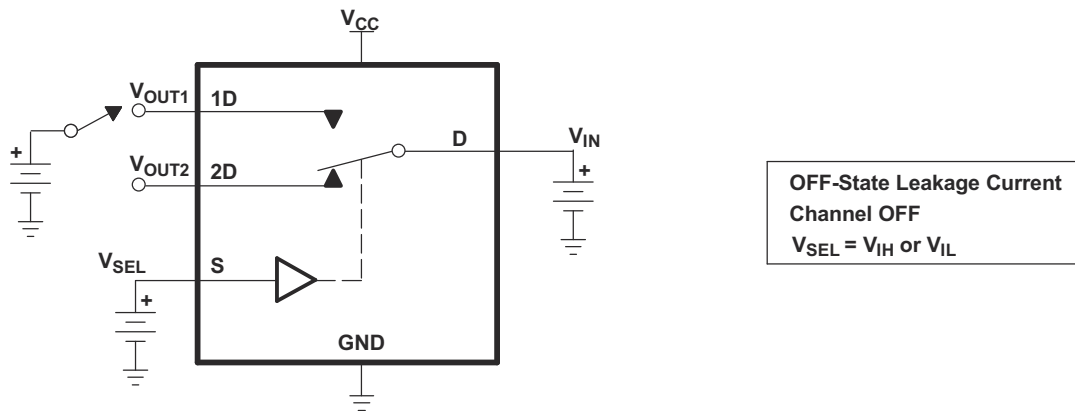 VCC
VOUT1 1D
+
D VIN
VOUT2 2D
+
OFF-State Leakage Current
Channel OFF
VSEL = VIH or VIL
VSEL S
+
GND